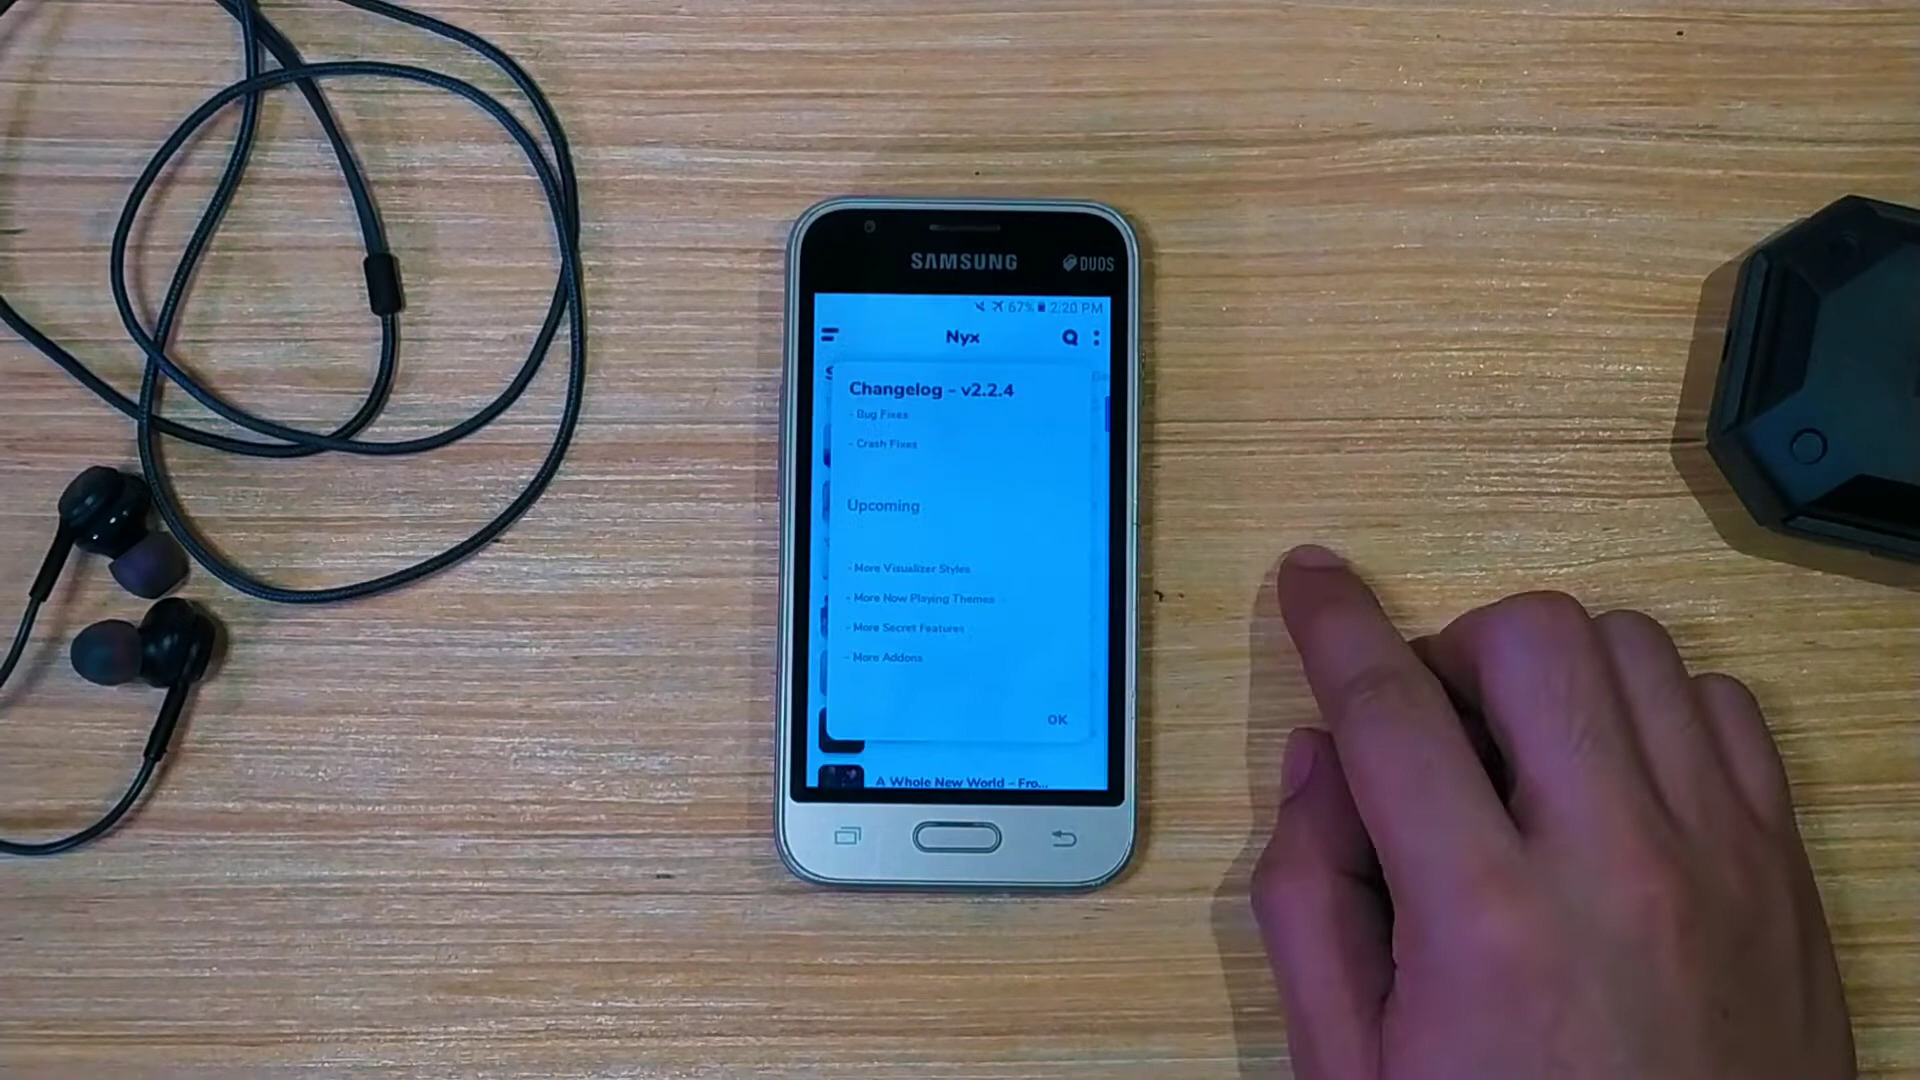 SAMSUNG
DUOS
67% 2:20 PM
Nyx
Changelog - v2.2.4
- Bug Fixes
- Crash Fixes
Upcoming
- More Visualizer Styles
- More Now Playing Themes
- More Secret Features
- More Addons
OK
A Whole New World - Fro...